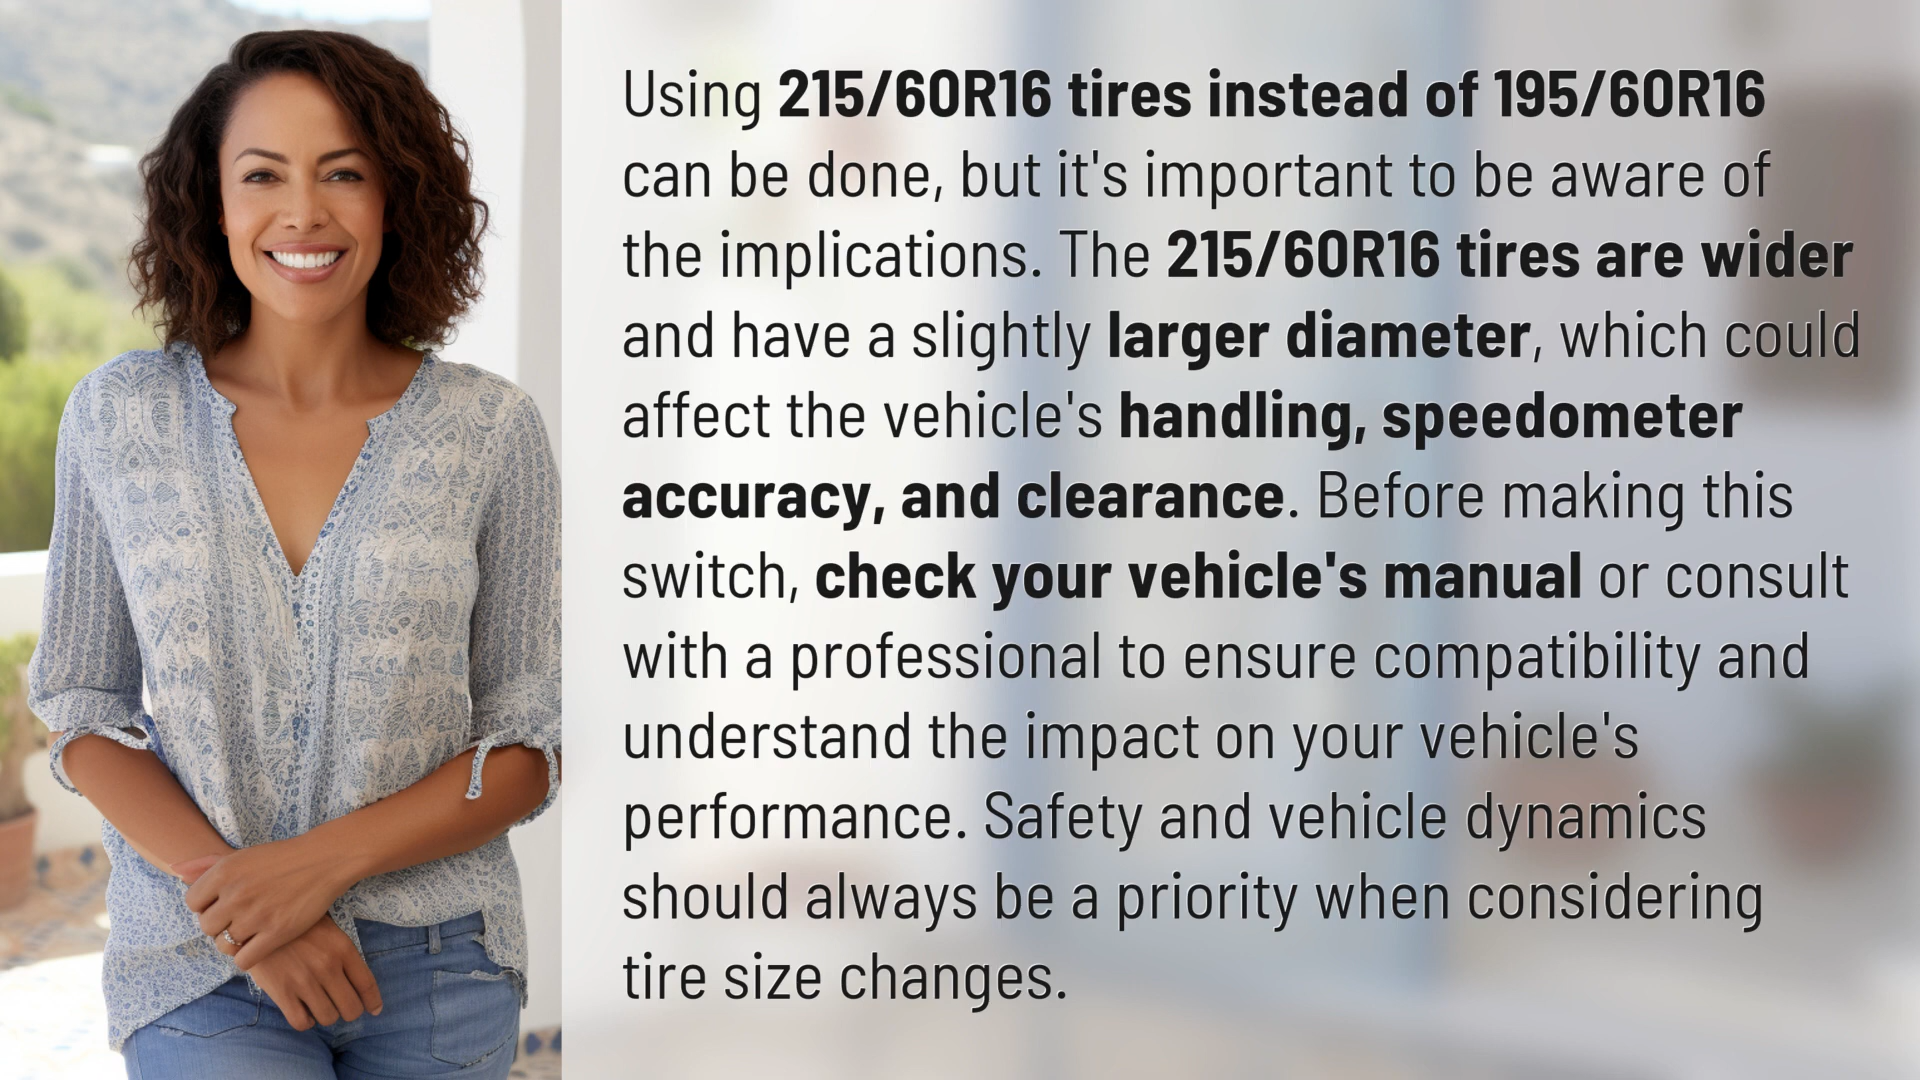 Using 215/60R16 tires instead of 195/60R16
can be done, but it's important to be aware of
the implications. The 215/60R16 tires are wider
and have a slightly larger diameter, which could
affect the vehicle's handling, speedometer
accuracy, and clearance. Before making this
switch, check your vehicle's manual or consult
with a professional to ensure compatibility and
understand the impact on your vehicle's
performance. Safety and vehicle dynamics
should always be a priority when considering
tire size changes.